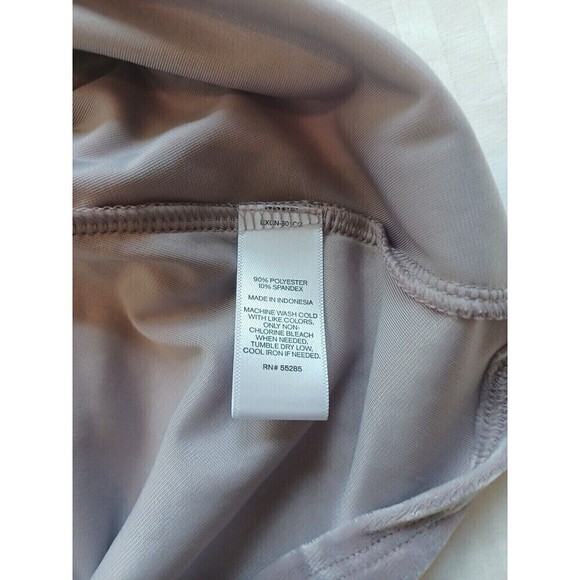 90% POLYESTER
10% SPANDEX
MADE IN INDONESIA
MACHINE WASH COLD
WITH LIKE COLORS,
ONLY NON-
CHLORINE BLEACH
WHEN NEEDED,
TUMBLE DRY LOW,
COOL IRON IF NEEDED.
RN# 55285